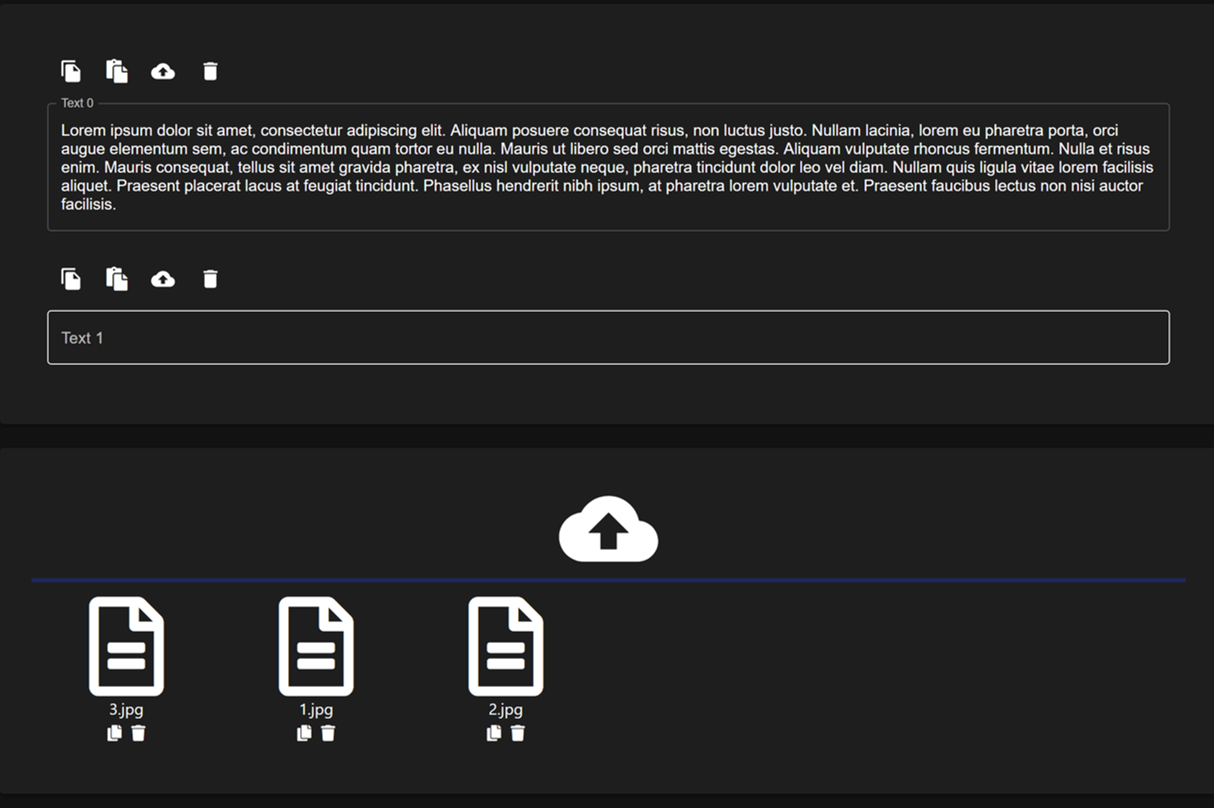 Text 0
Lorem ipsum dolor sit amet, consectetur adipiscing elit. Aliquam posuere consequat risus, non luctus justo. Nullam lacinia, lorem eu pharetra porta, orci
augue elementum sem, ac condimentum quam tortor eu nulla. Mauris ut libero sed orci mattis egestas. Aliquam vulputate rhoncus fermentum. Nulla et risus
enim. Mauris consequat, tellus sit amet gravida pharetra, ex nisl vulputate neque, pharetra tincidunt dolor leo vel diam. Nullam quis ligula vitae lorem facilisis
aliquet. Praesent placerat lacus at feugiat tincidunt. Phasellus hendrerit nibh ipsum, at pharetra lorem vulputate et. Praesent faucibus lectus non nisi auctor
facilisis.
Text 1
3.jpg
1.jpg
2.jpg